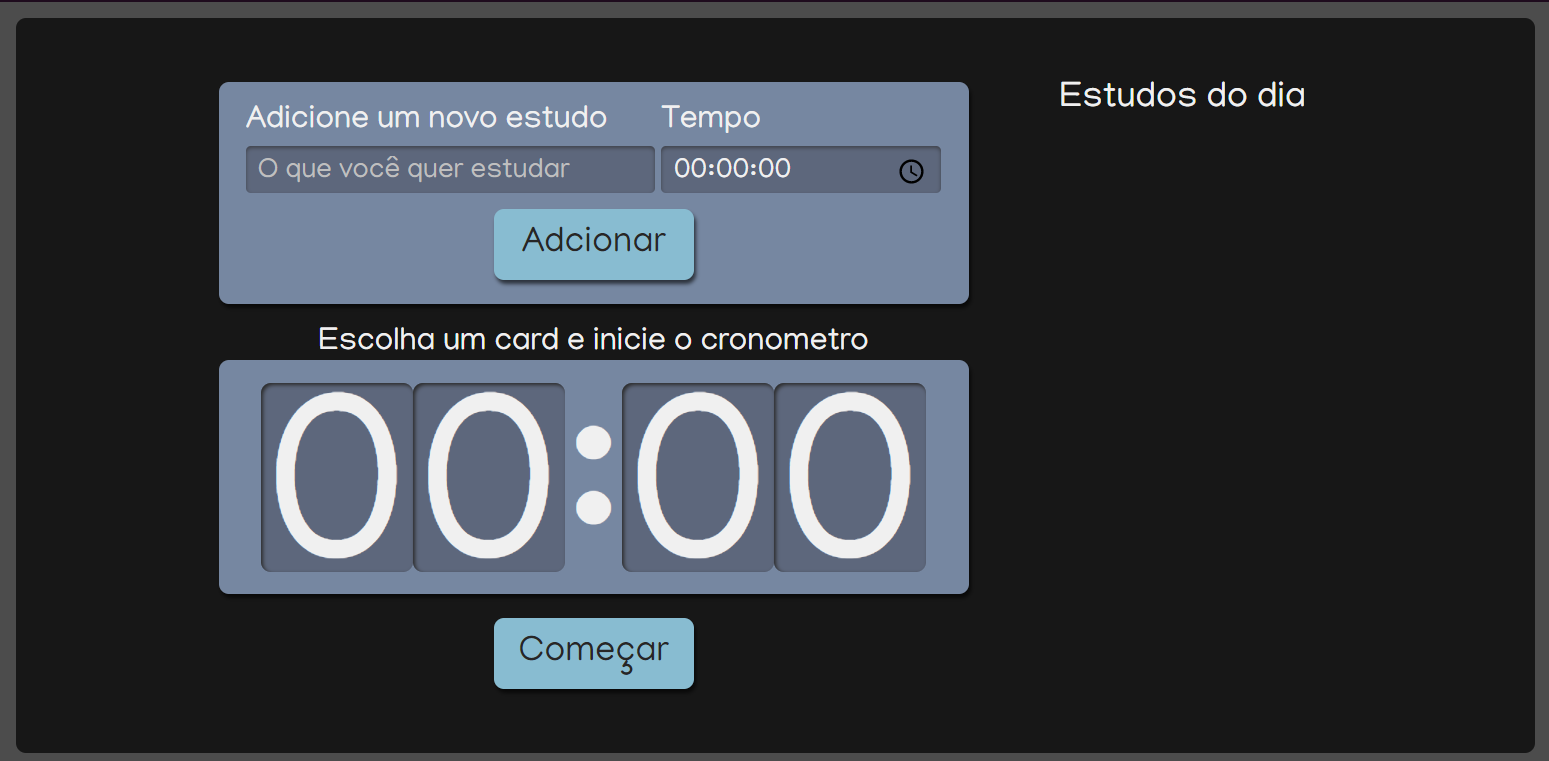 Adicione um novo estudo Tempo
O que você quer estudar 00:00:00
Adcionar
Escolha um card e inicie o cronometro
00:00
Começar
Estudos do dia